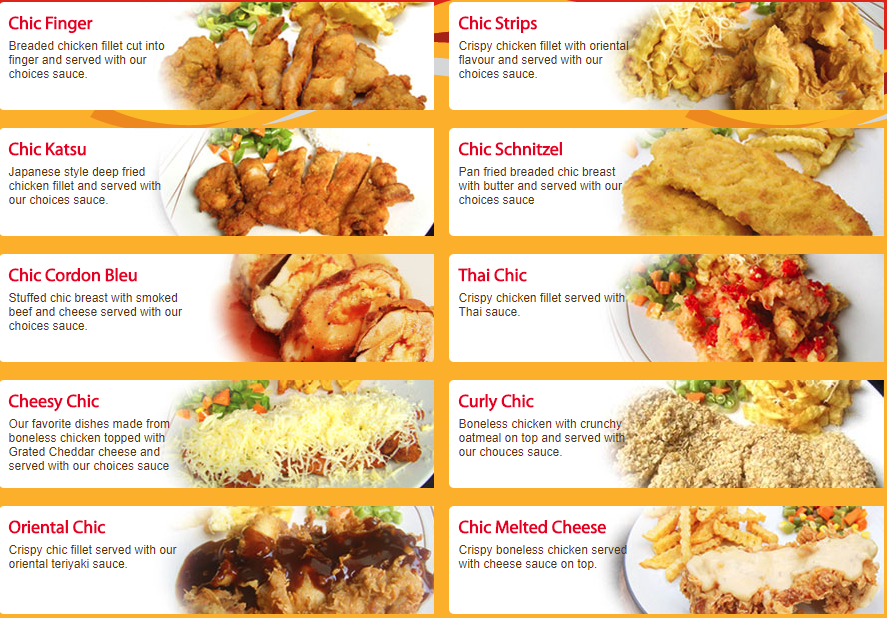 Chic Finger
Breaded chicken fillet cut into
finger and served with our
choices sauce.
Chic Strips
Crispy chicken fillet with oriental
flavour and served with our
choices sauce.
Chic Katsu
Japanese style deep fried
chicken fillet and served with
our choices sauce.
Chic Schnitzel
Pan fried breaded chic breast
with butter and served with our
choices sauce
Chic Cordon Bleu
Stuffed chic breast with smoked
beef and cheese served with our
choices sauce.
Thai Chic
Crispy chicken fillet served with
Thai sauce.
Cheesy Chic
Our favorite dishes made from
boneless chicken topped with
Grated Cheddar cheese and
served with our choices sauce
Curly Chic
Boneless chicken with crunchy
oatmeal on top and served with
our chouces sauce.
Oriental Chic
Crispy chic fillet served with our
oriental teriyaki sauce.
Chic Melted Cheese
Crispy boneless chicken served
with cheese sauce on top.